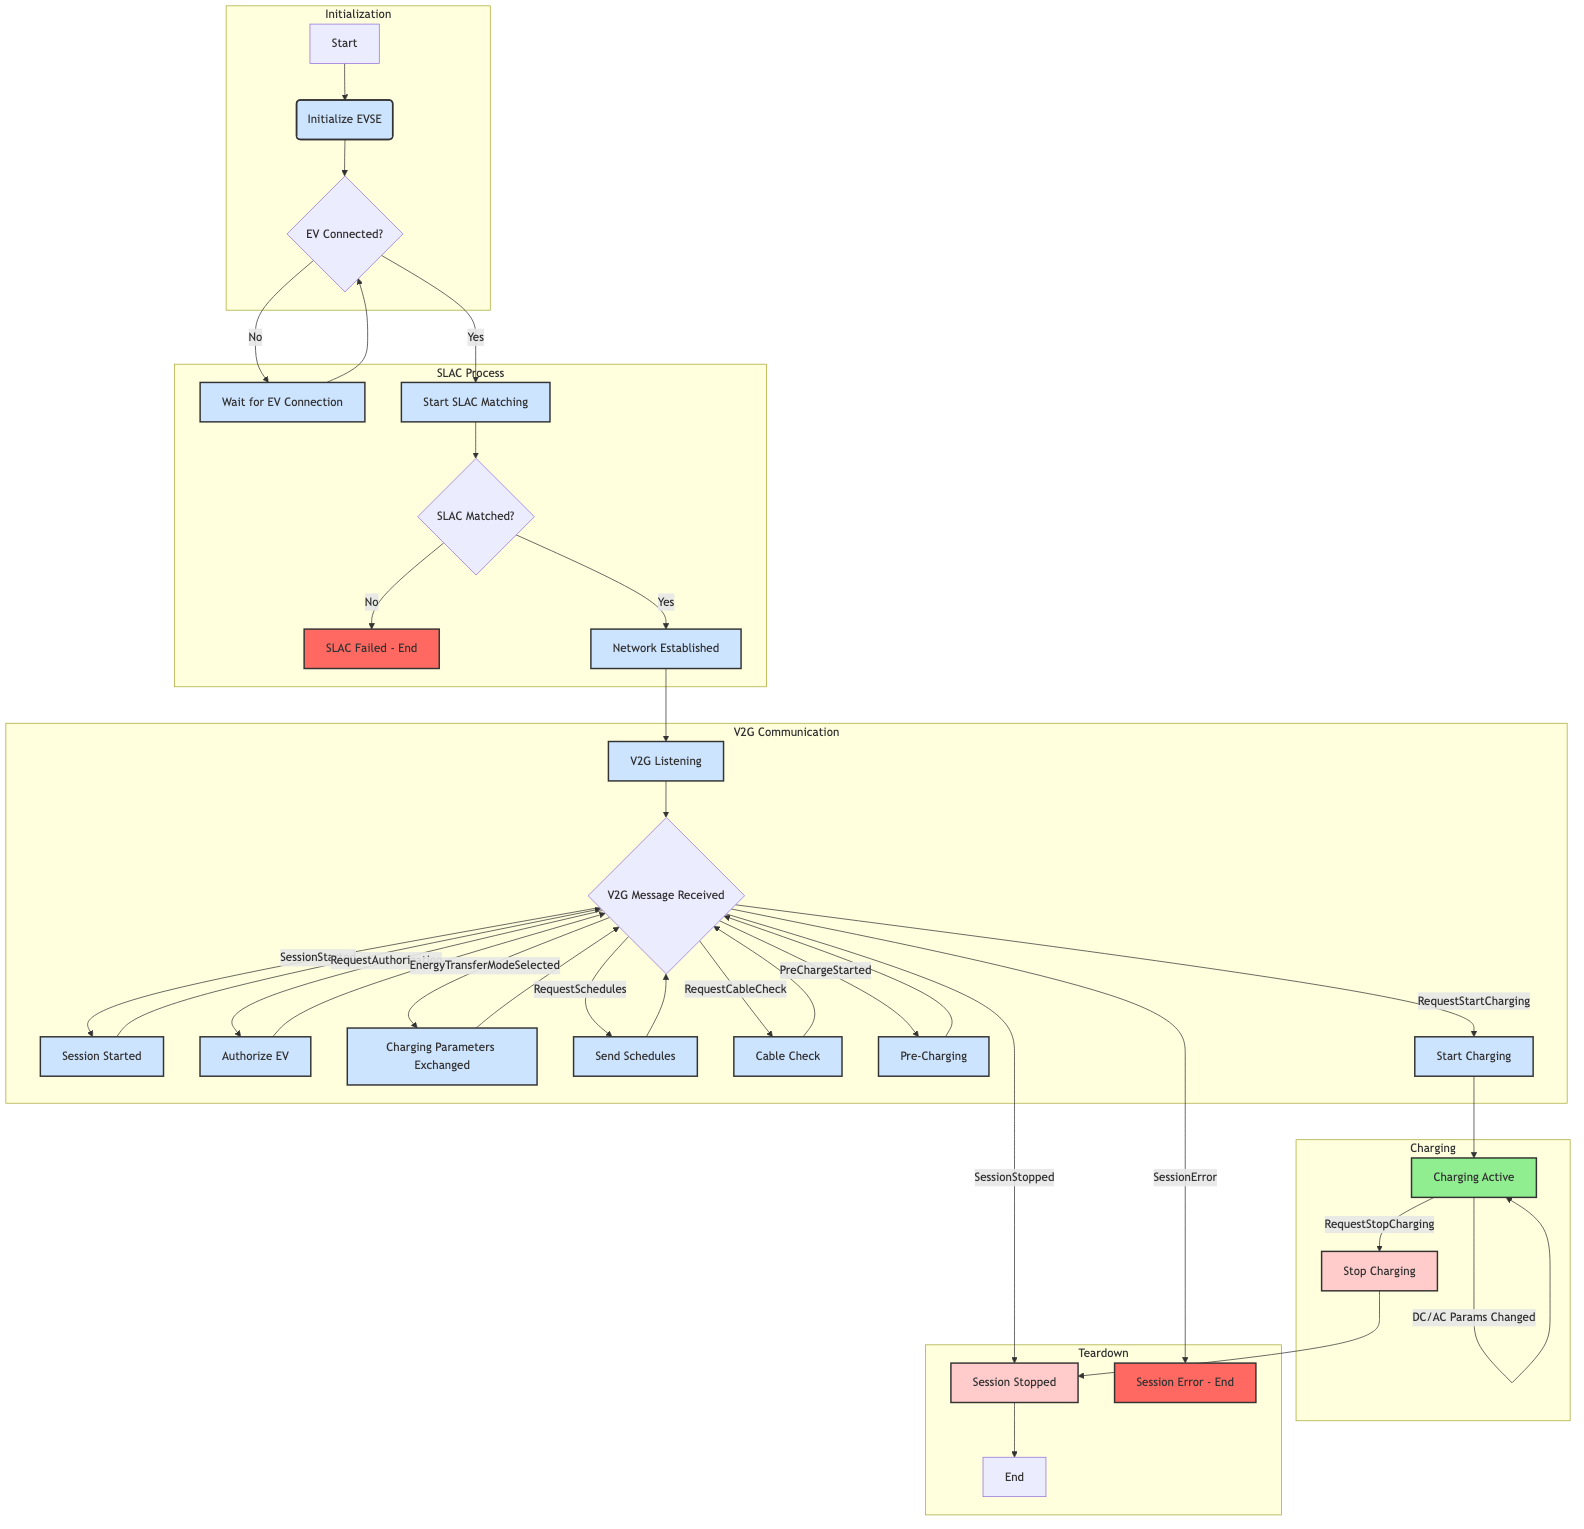 Initialization
Start
Initialize EVSE
EV Connected?
No
Yes
SLAC Process
Wait for EV Connection
Start SLAC Matching
SLAC Matched?
No
Yes
SLAC Failed - End
Network Established
V2G Communication
V2G Listening
V2G Message Received
EnergyTransferModeSelected
PreChargeStarted
RequestSchedules
RequestCableCheck
RequestStartCharging
Session Started
Authorize EV
Charging Parameters
Exchanged
Send Schedules
Cable Check
Pre-Charging
Start Charging
Charging
SessionStopped
SessionError
Charging Active
RequestStopCharging
Stop Charging
DC/AC Params Changed
Teardown
Session Stopped
Session Error - End
End